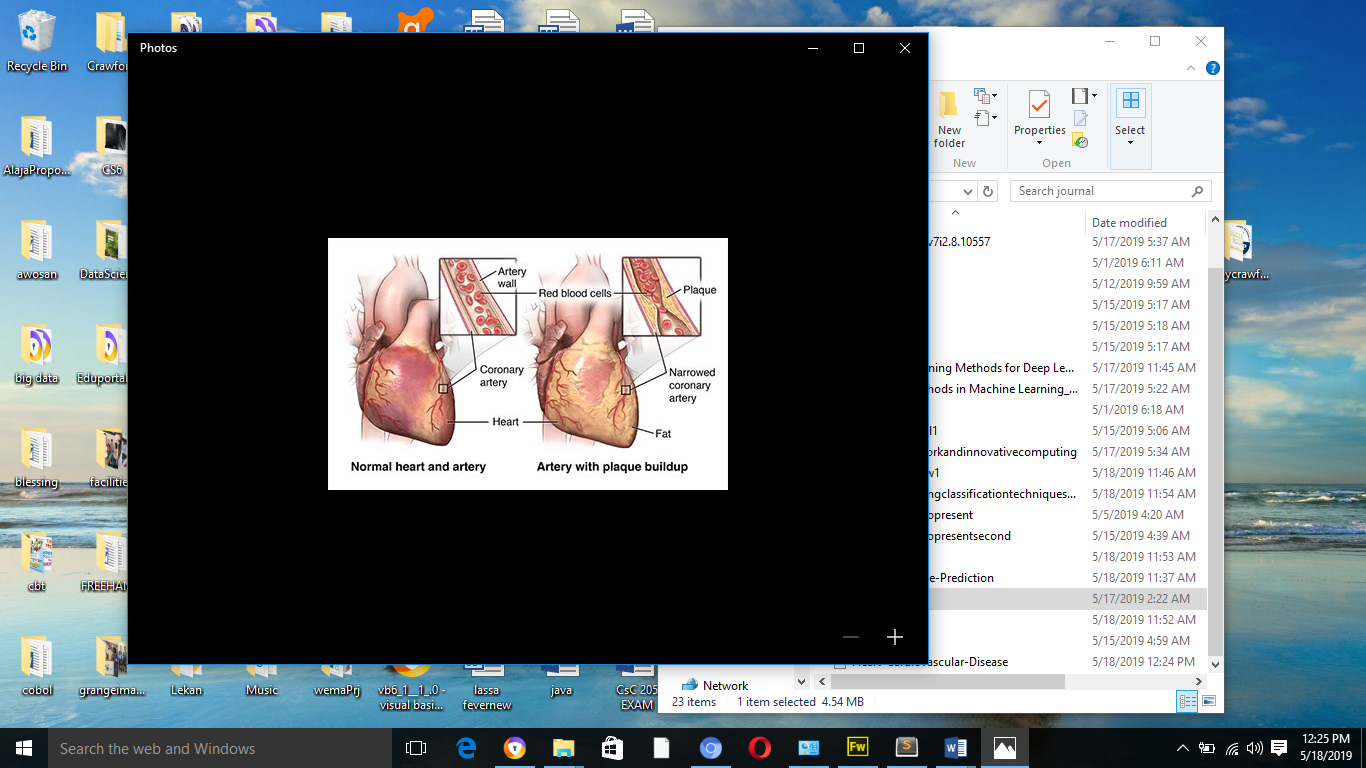 Recycle Bin
Crawfor
AlajaPropo...
CS6
awosan
DataScien
big data
Eduportal
blessing
facilitie
cbt
FREEHAN
cobol
grangeima...
Lekan
Music
wemaPrj
vb6_1__1_.0 -
visual basi...
lassa
fevernew
java
CsC 205
EXAM
ycrawf...
Photos
Artery
wall
Red blood cells
Plaque
Coronary
artery
Narrowed
coronary
artery
Heart
Fat
Normal heart and artery
Artery with plaque buildup
New
folder
New
Properties
Open
Select
Search journal
Date modified
v7i2.8.10557 5/17/2019 5:37 AM
5/1/2019 6:11 AM
5/12/2019 9:59 AM
5/15/2019 5:17 AM
5/15/2019 5:18 AM
5/15/2019 5:17 AM
ning Methods for Deep Le... 5/17/2019 11:45 AM
hods in Machine Learning_... 5/17/2019 5:22 AM
5/1/2019 6:18 AM
l1 5/15/2019 5:06 AM
orkandinnovativecomputing 5/17/2019 5:34 AM
v1 5/18/2019 11:46 AM
ngclassificationtechniques... 5/18/2019 11:54 AM
opresent 5/5/2019 4:20 AM
opresentsecond 5/15/2019 4:39 AM
5/18/2019 11:53 AM
e-Prediction 5/18/2019 11:37 AM
5/17/2019 2:22 AM
5/18/2019 11:52 AM
5/15/2019 4:59 AM
Heart-Cardiovascular-Disease 5/18/2019 12:24 PM
Network
23 items 1 item selected 4.54 MB
Search the web and Windows
Fw
S
W
12:25 PM
5/18/2019